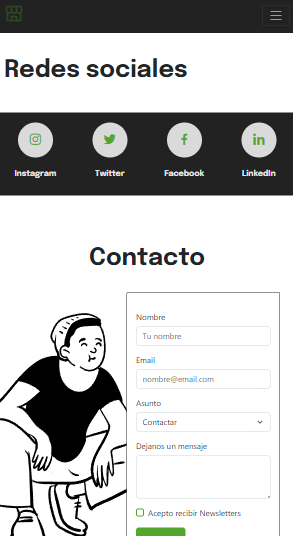 Redes sociales
Instagram Twitter Facebook LinkedIn
Contacto
Nombre
Tu nombre
Email
nombre@email.com
Asunto
Contactar
Dejanos un mensaje
Acepto recibir Newsletters